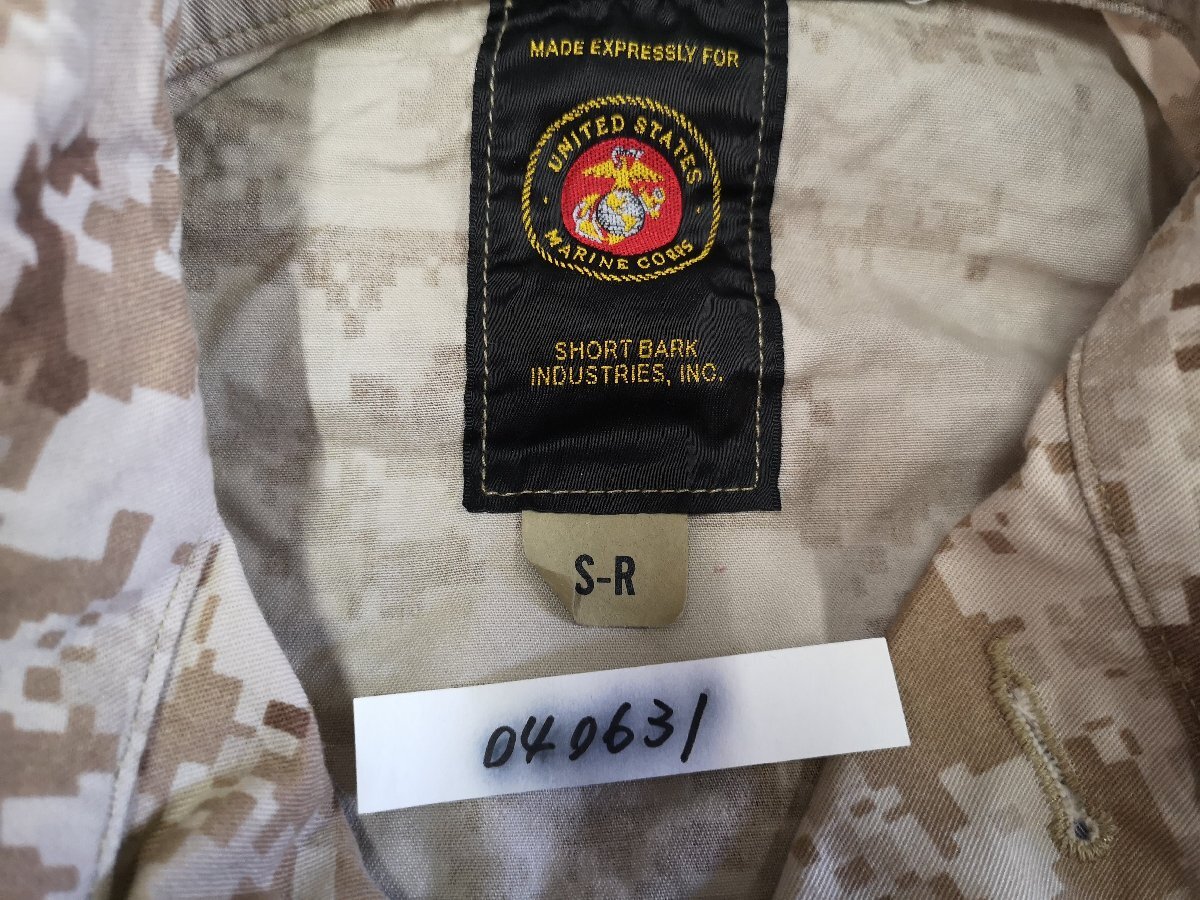 MADE EXPRESSLY FOR
UNITED STATES
MARINE CORPS
SHORT BARK
INDUSTRIES, INC.
S-R
040631